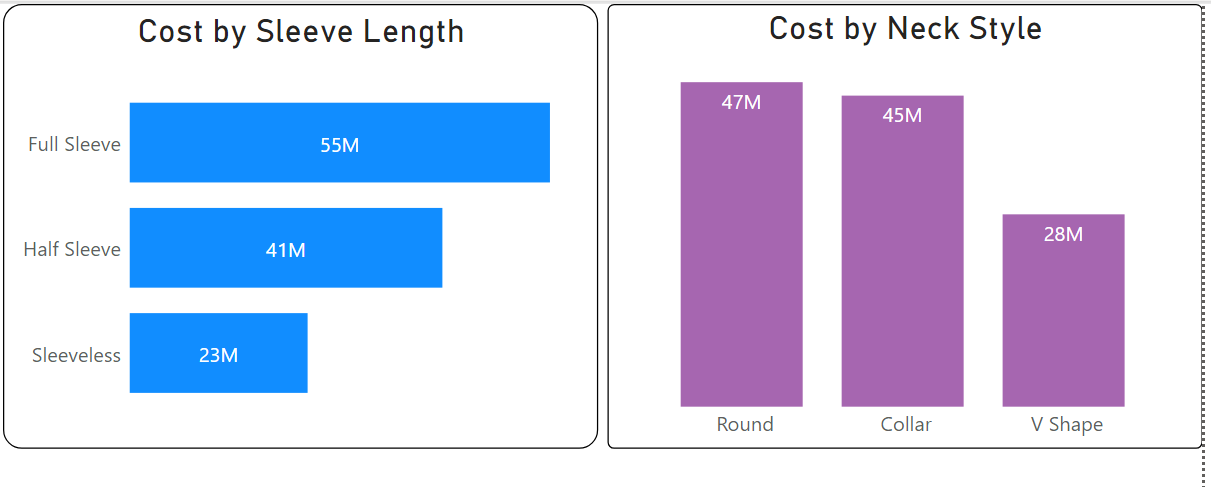 Cost by Sleeve Length
Full Sleeve
55M
Half Sleeve
41M
Sleeveless
23M
Cost by Neck Style
47M
45M
28M
Round
Collar
V Shape